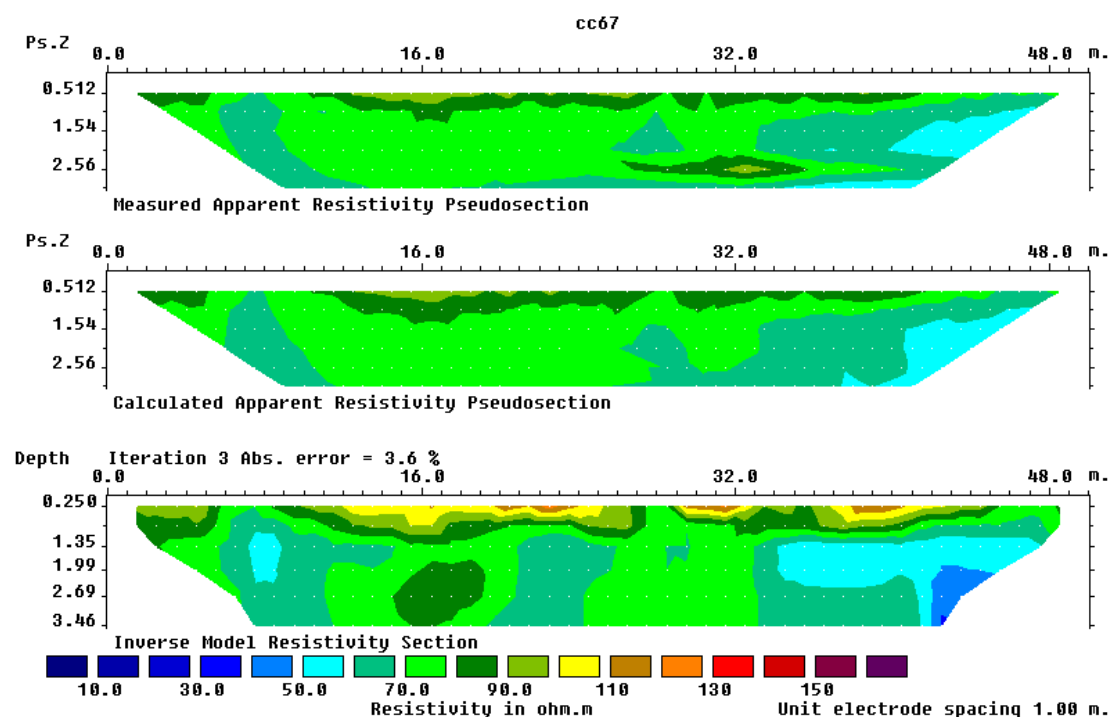 cc67
Ps.Z 0.0 16.0 32.0 48.0 m.
0.512
1.54
2.56
Measured Apparent Resistivity Pseudosection
Ps.Z 0.0 16.0 32.0 48.0 m.
0.512
1.54
2.56
Calculated Apparent Resistivity Pseudosection
Depth Iteration 3 Abs. error = 3.6 %
0.0 16.0 32.0 48.0 m.
0.250
1.35
1.99
2.69
3.46
Inverse Model Resistivity Section
10.0 30.0 50.0 70.0 90.0 110 130 150
Resistivity in ohm.m Unit electrode spacing 1.00 m.